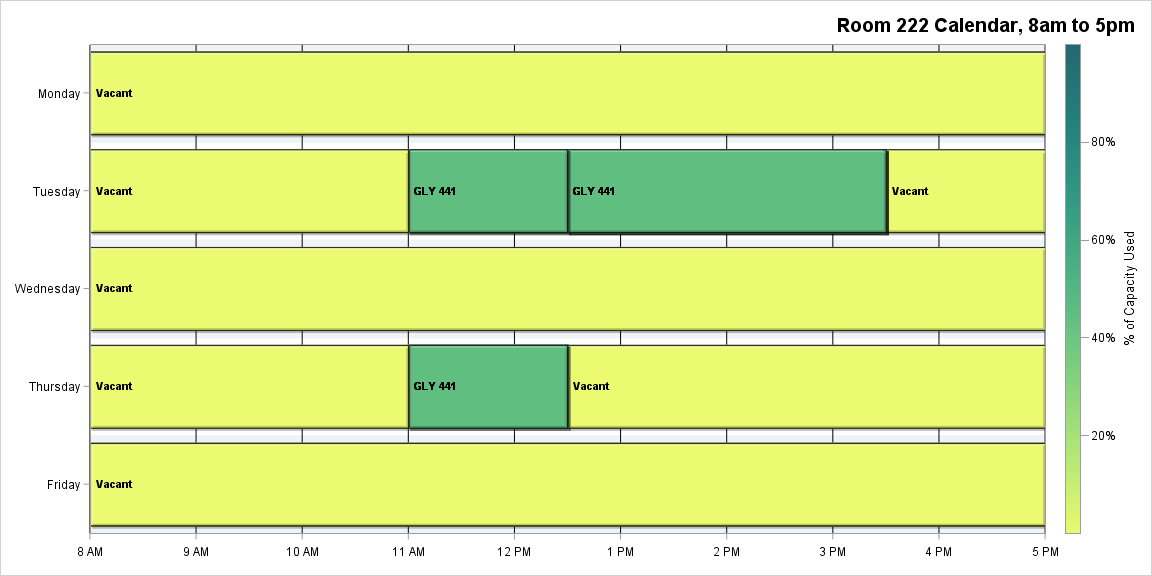 Room 222 Calendar, 8am to 5pm
Monday
Vacant
Tuesday
Vacant
GLY 441
GLY 441
Vacant
Wednesday
Vacant
Thursday
Vacant
GLY 441
Vacant
Friday
Vacant
8 AM
9 AM
10 AM
11 AM
12 PM
1 PM
2 PM
3 PM
4 PM
5 PM
80%
60%
40%
20%
% of Capacity Used